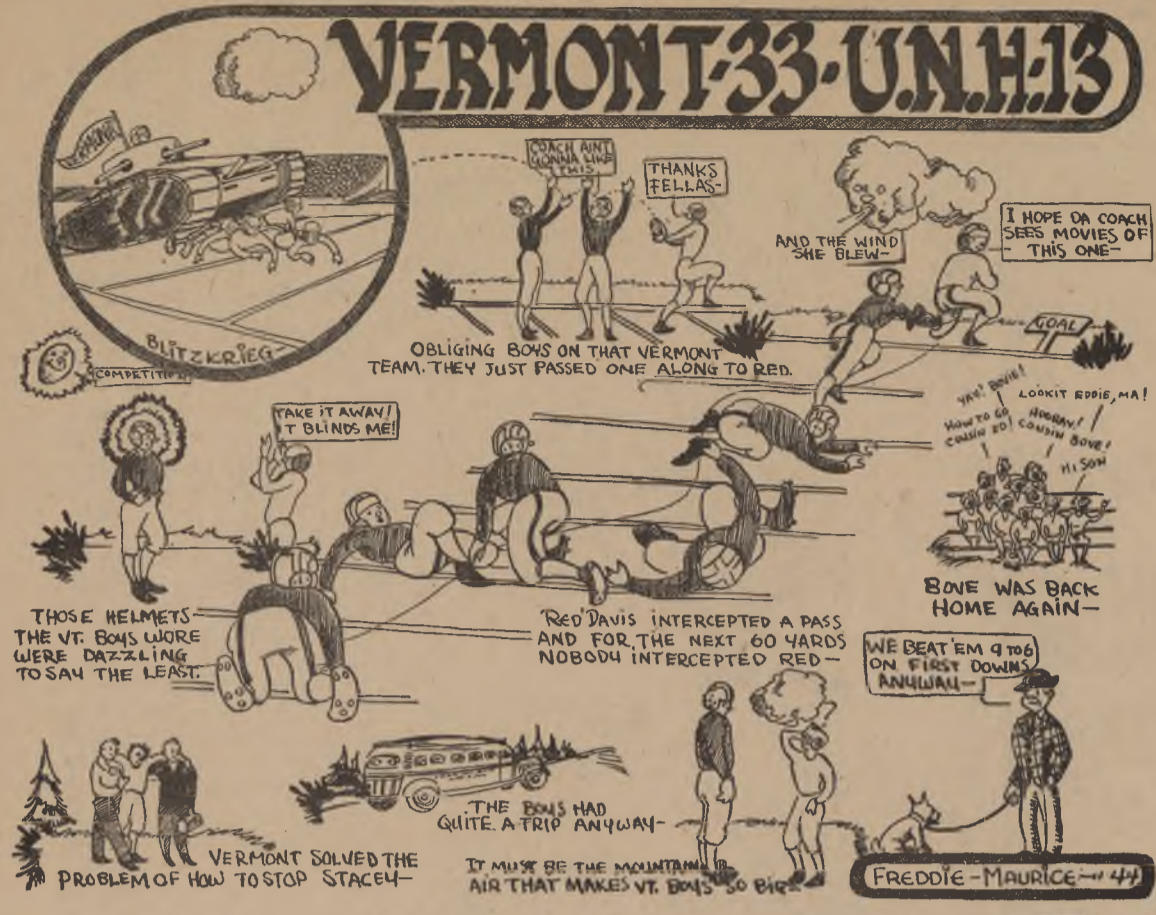 VERMONT-33-U.N.H.-13
VERMONT
BLITZKRIEG-
COMPETITION
COACH AINT
GONNA LIKE
THIS
THANKS
FELLAS-
OBLIGING BOYS ON THAT VERMONT
TEAM. THEY JUST PASSED ONE ALONG TO RED.
AND THE WIND
SHE BLEW-
I HOPE DA COACH
SEES MOVIES OF
- THIS ONE-
GOAL
TAKE IT AWAY!
IT BLINDS ME!
THOSE HELMETS-
THE VT. BOYS WORE
WERE DAZZLING
TO SAY THE LEAST.
'RED' DAVIS INTERCEPTED A PASS
AND FOR THE NEXT 60 YARDS
NOBODY INTERCEPTED RED-
YAY! BOVIE!
LOOKIT EDDIE, MA!
HOW TO GO
COUSIN ED!
HOORAY!
COUSIN BOVE!
HI SON
BOVE WAS BACK
HOME AGAIN-
WE BEAT 'EM 9 TO 6
ON FIRST DOWNS
ANYWAY-
VERMONT SOLVED THE
PROBLEM OF HOW TO STOP STACEY-
THE BOYS HAD
QUITE A TRIP ANYWAY-
IT MUST BE THE MOUNTAIN
AIR THAT MAKES VT. BOYS SO BIG-
FREDDIE-MAURICE-'44